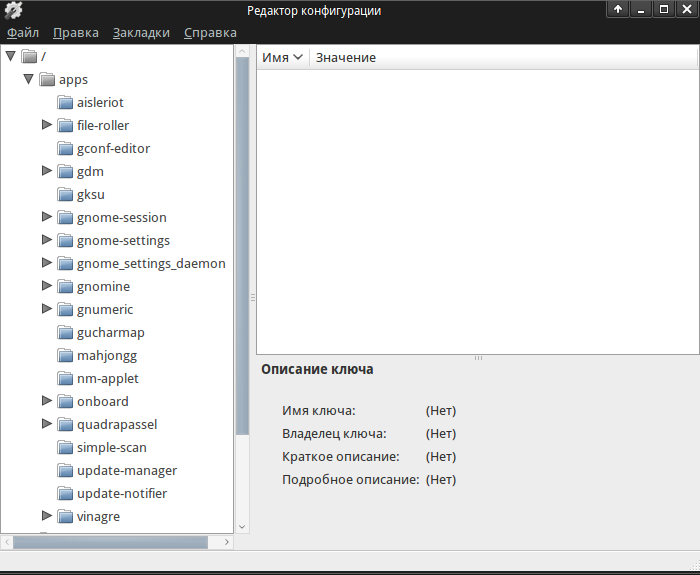 Редактор конфигурации
Файл Правка Закладки Справка
/
apps
aisleriot
file-roller
gconf-editor
gdm
gksu
gnome-session
gnome-settings
gnome_settings_daemon
gnomine
gnumeric
gucharmap
mahjongg
nm-applet
onboard
quadrapassel
simple-scan
update-manager
update-notifier
vinagre
Имя Значение
Описание ключа
Имя ключа: (Нет)
Владелец ключа: (Нет)
Краткое описание: (Нет)
Подробное описание: (Нет)